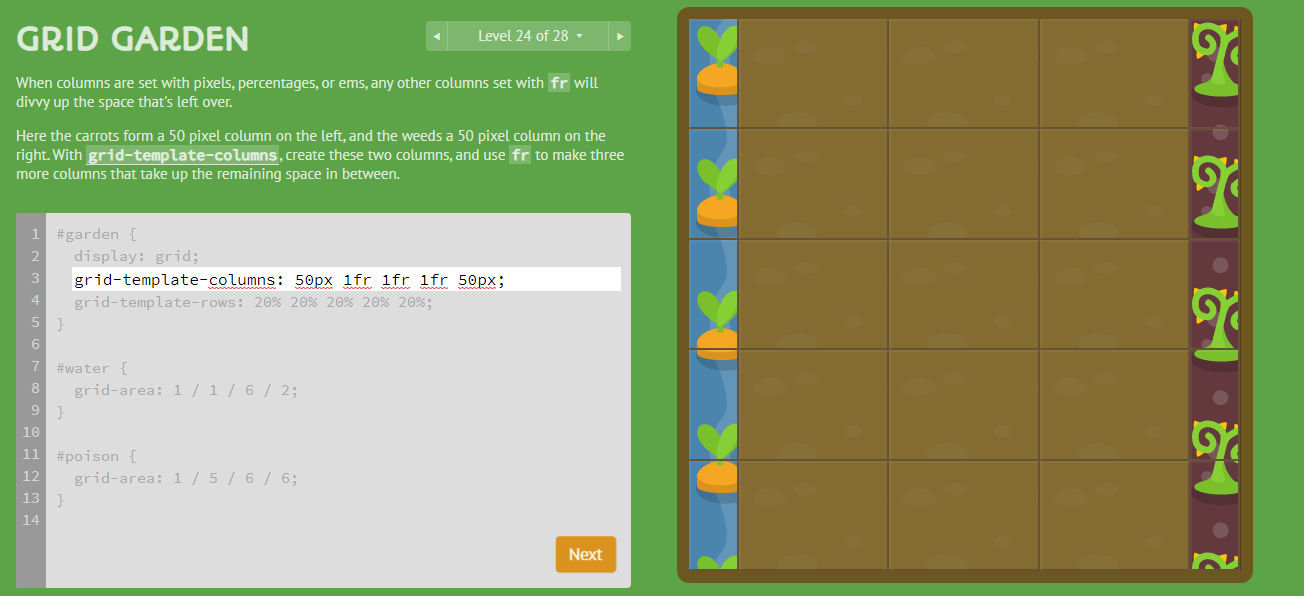 GRID GARDEN
◀ Level 24 of 28 ▾ ▶
When columns are set with pixels, percentages, or ems, any other columns set with fr will
divvy up the space that's left over.
Here the carrots form a 50 pixel column on the left, and the weeds a 50 pixel column on the
right. With grid-template-columns, create these two columns, and use fr to make three
more columns that take up the remaining space in between.
1 #garden {
2 display: grid;
3 grid-template-columns: 50px 1fr 1fr 1fr 50px;
4 grid-template-rows: 20% 20% 20% 20% 20%;
5 }
6
7 #water {
8 grid-area: 1 / 1 / 6 / 2;
9 }
10
11 #poison {
12 grid-area: 1 / 5 / 6 / 6;
13 }
14
Next